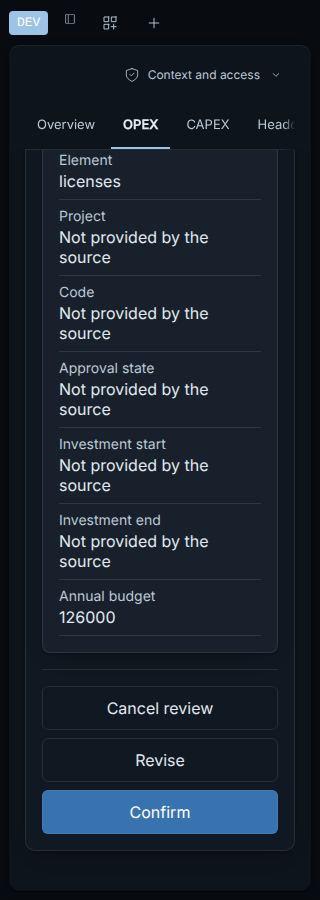 DEV
Context and access
Overview
OPEX
CAPEX
Element
licenses
Project
Not provided by the
source
Code
Not provided by the
source
Approval state
Not provided by the
source
Investment start
Not provided by the
source
Investment end
Not provided by the
source
Annual budget
126000
Cancel review
Revise
Confirm